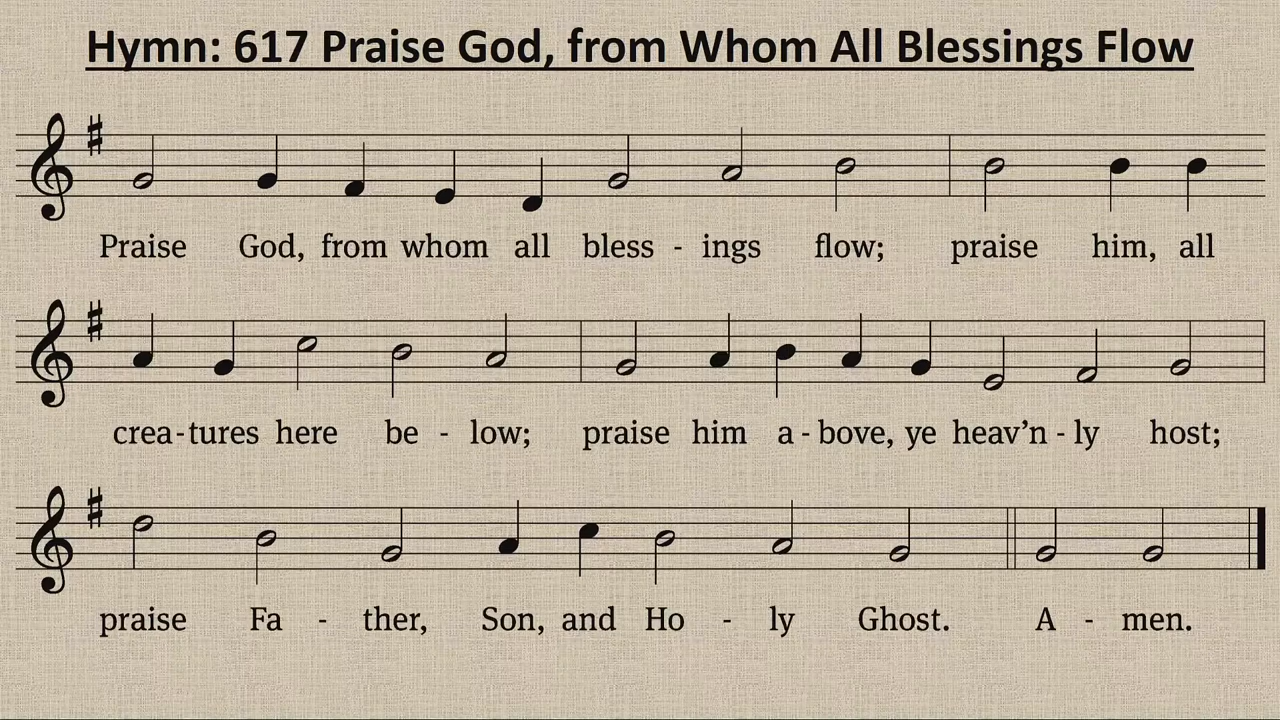 Hymn: 617 Praise God, from Whom All Blessings Flow
Praise God, from whom all bless - ings flow; praise him, all
crea - tures here be - low; praise him a - bove, ye heav’n - ly host;
praise Fa - ther, Son, and Ho - ly Ghost. A - men.